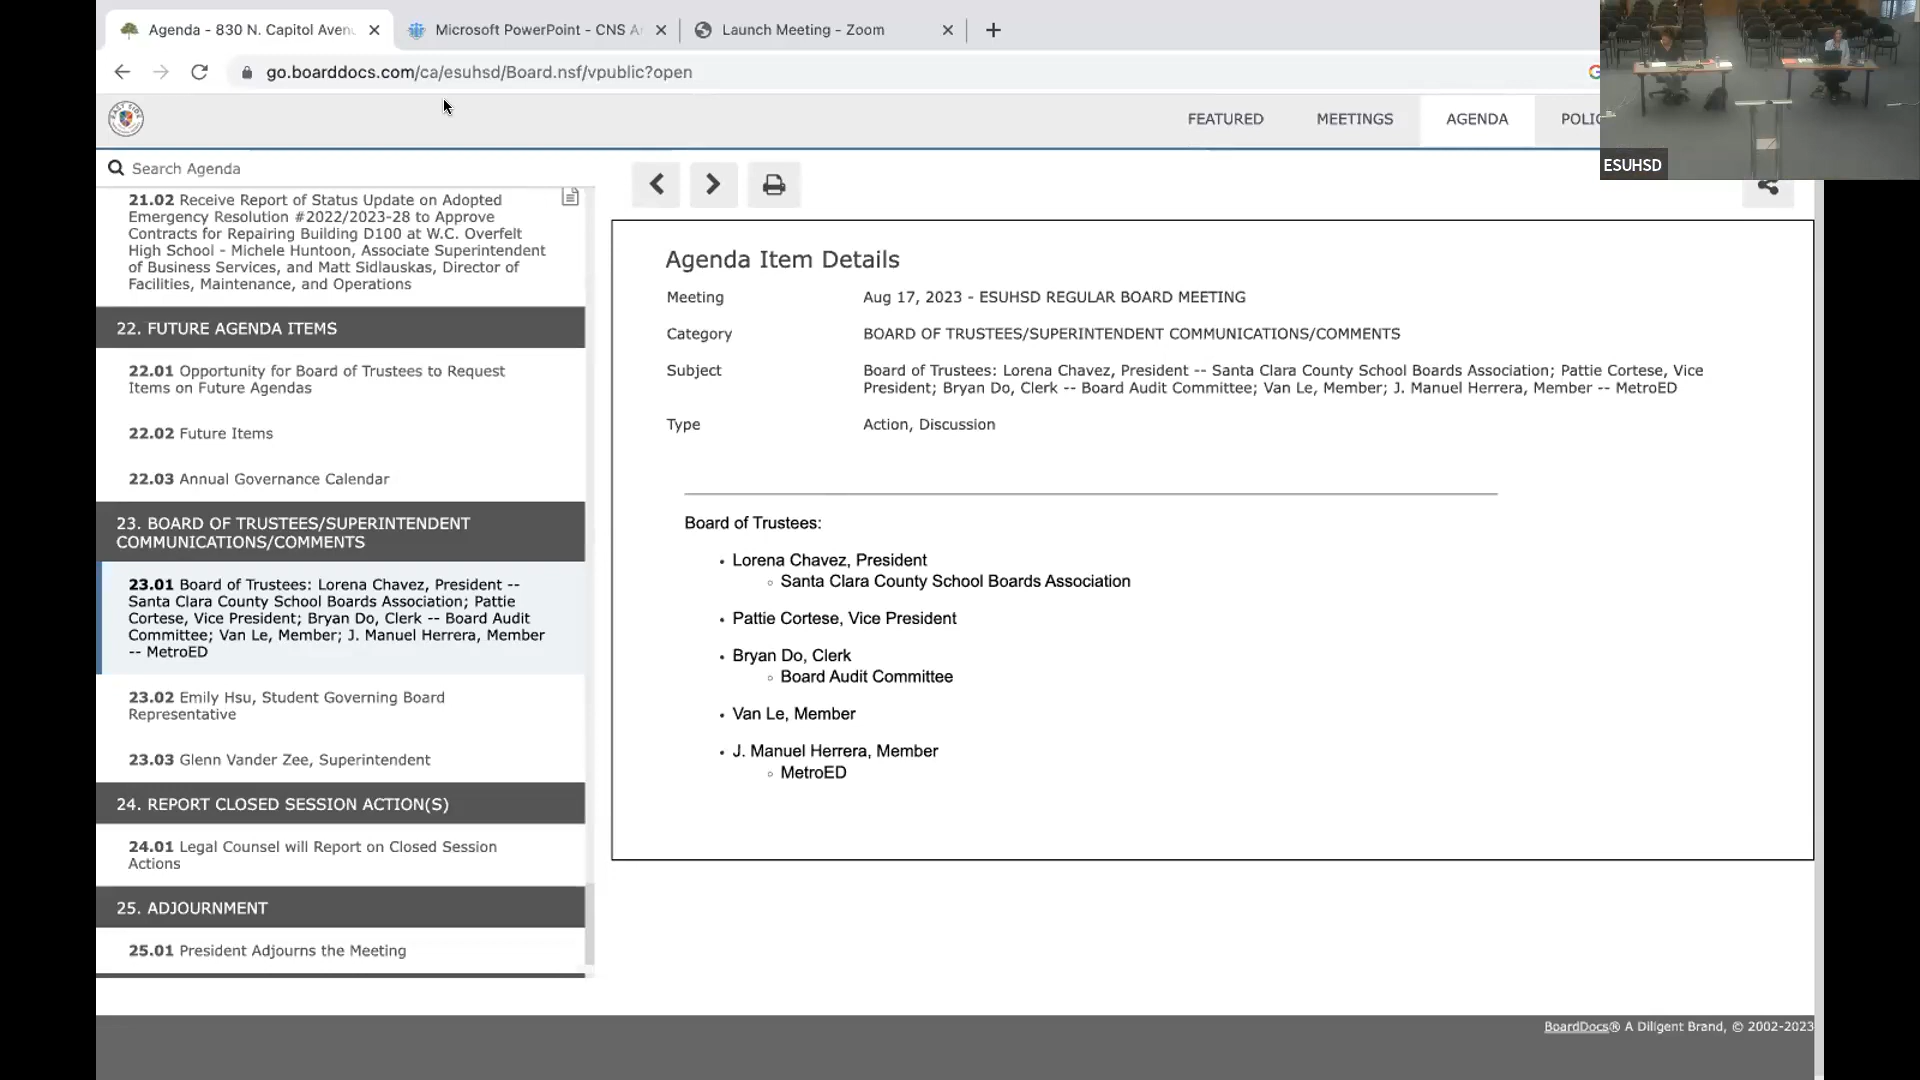 Agenda - 830 N. Capitol Aven
Microsoft PowerPoint - CNS A
Launch Meeting - Zoom
go.boarddocs.com/ca/esuhsd/Board.nsf/vpublic?open
FEATURED
MEETINGS
AGENDA
POLIC
ESUHSD
Search Agenda
21.02 Receive Report of Status Update on Adopted
Emergency Resolution #2022/2023-28 to Approve
Contracts for Repairing Building D100 at W.C. Overfelt
High School - Michele Huntoon, Associate Superintendent
of Business Services, and Matt Sidlauskas, Director of
Facilities, Maintenance, and Operations
22. FUTURE AGENDA ITEMS
22.01 Opportunity for Board of Trustees to Request
Items on Future Agendas
22.02 Future Items
22.03 Annual Governance Calendar
23. BOARD OF TRUSTEES/SUPERINTENDENT
COMMUNICATIONS/COMMENTS
23.01 Board of Trustees: Lorena Chavez, President --
Santa Clara County School Boards Association; Pattie
Cortese, Vice President; Bryan Do, Clerk -- Board Audit
Committee; Van Le, Member; J. Manuel Herrera, Member
-- MetroED
23.02 Emily Hsu, Student Governing Board
Representative
23.03 Glenn Vander Zee, Superintendent
24. REPORT CLOSED SESSION ACTION(S)
24.01 Legal Counsel will Report on Closed Session
Actions
25. ADJOURNMENT
25.01 President Adjourns the Meeting
Agenda Item Details
Meeting
Aug 17, 2023 - ESUHSD REGULAR BOARD MEETING
Category
BOARD OF TRUSTEES/SUPERINTENDENT COMMUNICATIONS/COMMENTS
Subject
Board of Trustees: Lorena Chavez, President -- Santa Clara County School Boards Association; Pattie Cortese, Vice
President; Bryan Do, Clerk -- Board Audit Committee; Van Le, Member; J. Manuel Herrera, Member -- MetroED
Type
Action, Discussion
Board of Trustees:
• Lorena Chavez, President
◦ Santa Clara County School Boards Association
• Pattie Cortese, Vice President
• Bryan Do, Clerk
◦ Board Audit Committee
• Van Le, Member
• J. Manuel Herrera, Member
◦ MetroED
BoardDocs® A Diligent Brand, © 2002-2023